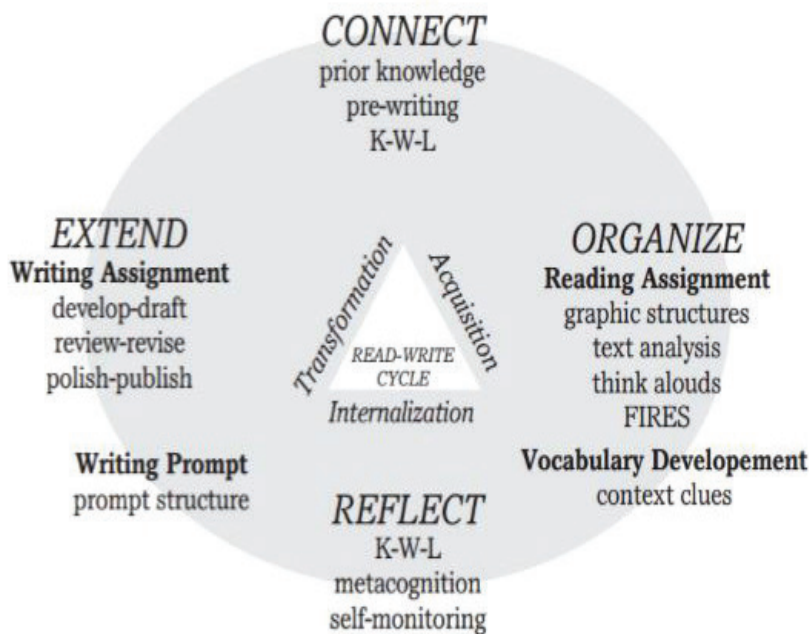 CONNECT
prior knowledge
pre-writing
K-W-L
EXTEND
Writing Assignment
develop-draft
review-revise
polish-publish
Writing Prompt
prompt structure
Transformation
Acquisition
READ-WRITE
CYCLE
Internalization
ORGANIZE
Reading Assignment
graphic structures
text analysis
think alouds
FIRES
Vocabulary Developement
context clues
REFLECT
K-W-L
metacognition
self-monitoring